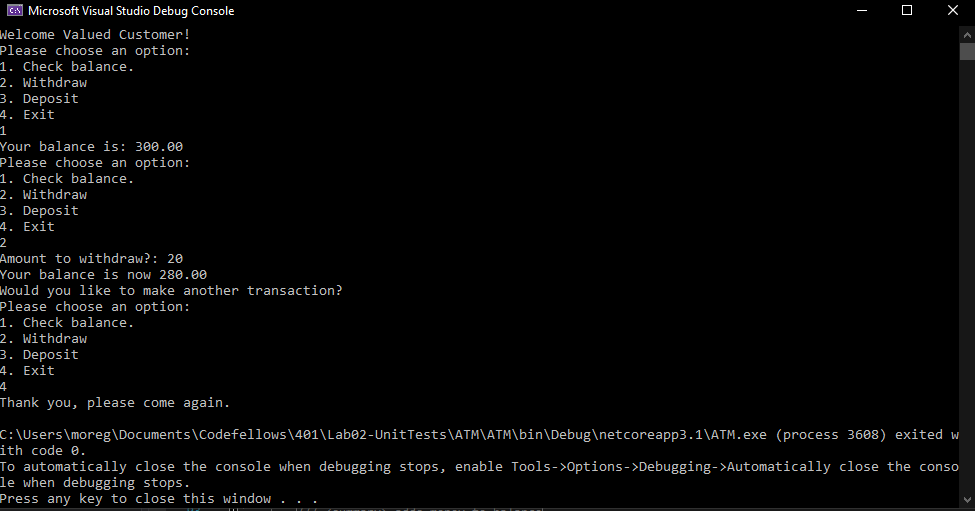 Microsoft Visual Studio Debug Console
Welcome Valued Customer!
Please choose an option:
1. Check balance.
2. Withdraw
3. Deposit
4. Exit
1
Your balance is: 300.00
Please choose an option:
1. Check balance.
2. Withdraw
3. Deposit
4. Exit
2
Amount to withdraw?: 20
Your balance is now 280.00
Would you like to make another transaction?
Please choose an option:
1. Check balance.
2. Withdraw
3. Deposit
4. Exit
4
Thank you, please come again.
C:\Users\moreg\Documents\Codefellows\401\Lab02-UnitTests\ATM\ATM\bin\Debug\netcoreapp3.1\ATM.exe (process 3608) exited w
ith code 0.
To automatically close the console when debugging stops, enable Tools->Options->Debugging->Automatically close the conso
le when debugging stops.
Press any key to close this window . . .